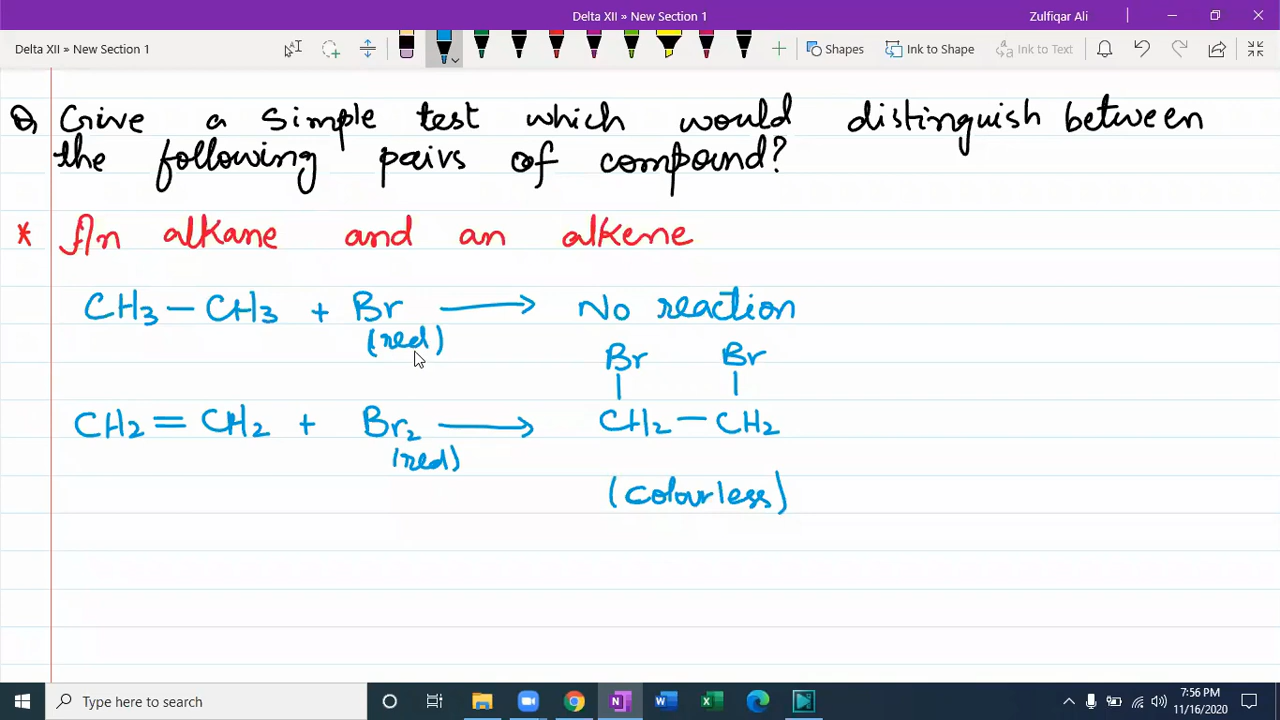 Delta XII » New Section 1
Zulfiqar Ali
Delta XII » New Section 1
Shapes
Ink to Shape
Ink to Text
Q, Give a simple test which would distinguish between
the following pairs of compound?
* An alkane and an alkene
CH3 — CH3 + Br ⟶ No reaction
(red)
Br Br
CH2 = CH2 + Br2 ⟶ CH2 — CH2
(red)
(colourless)
Type here to search
7:56 PM
11/16/2020